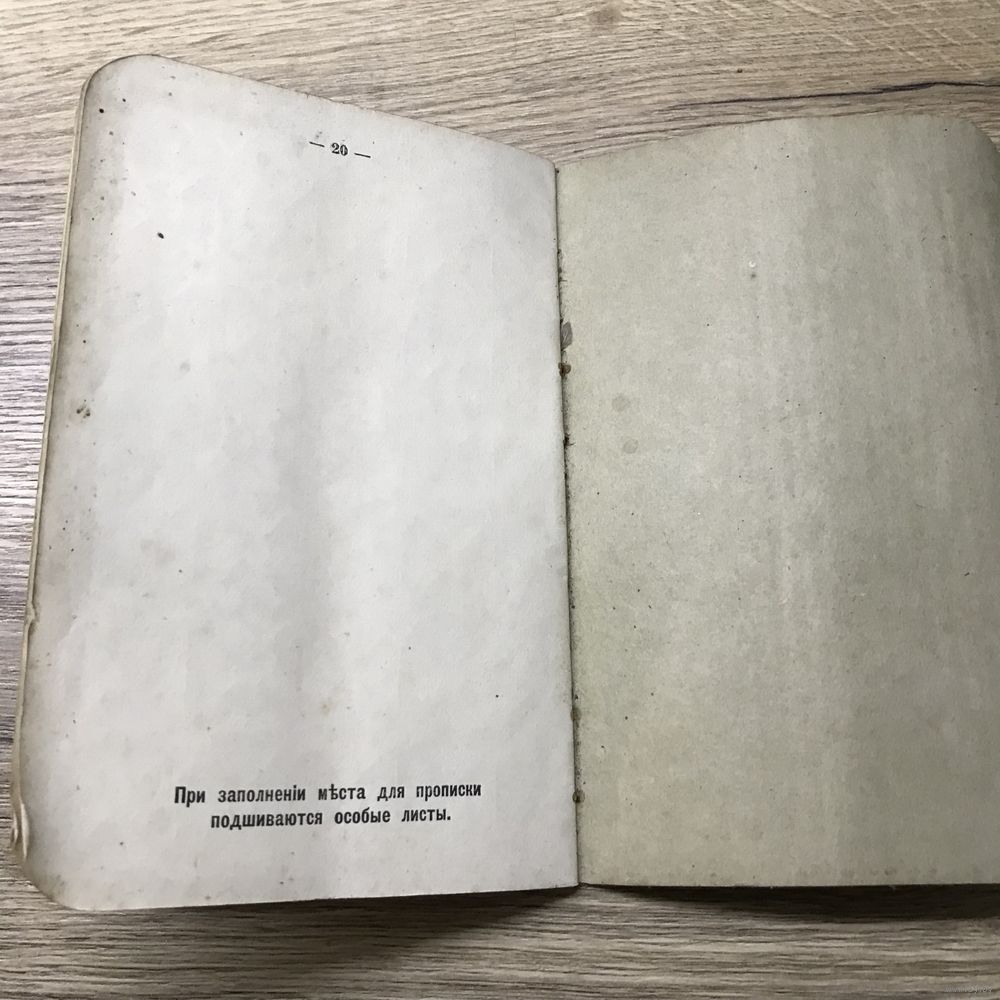 — 20 —
При заполненіи мѣста для прописки
подшиваются особые листы.